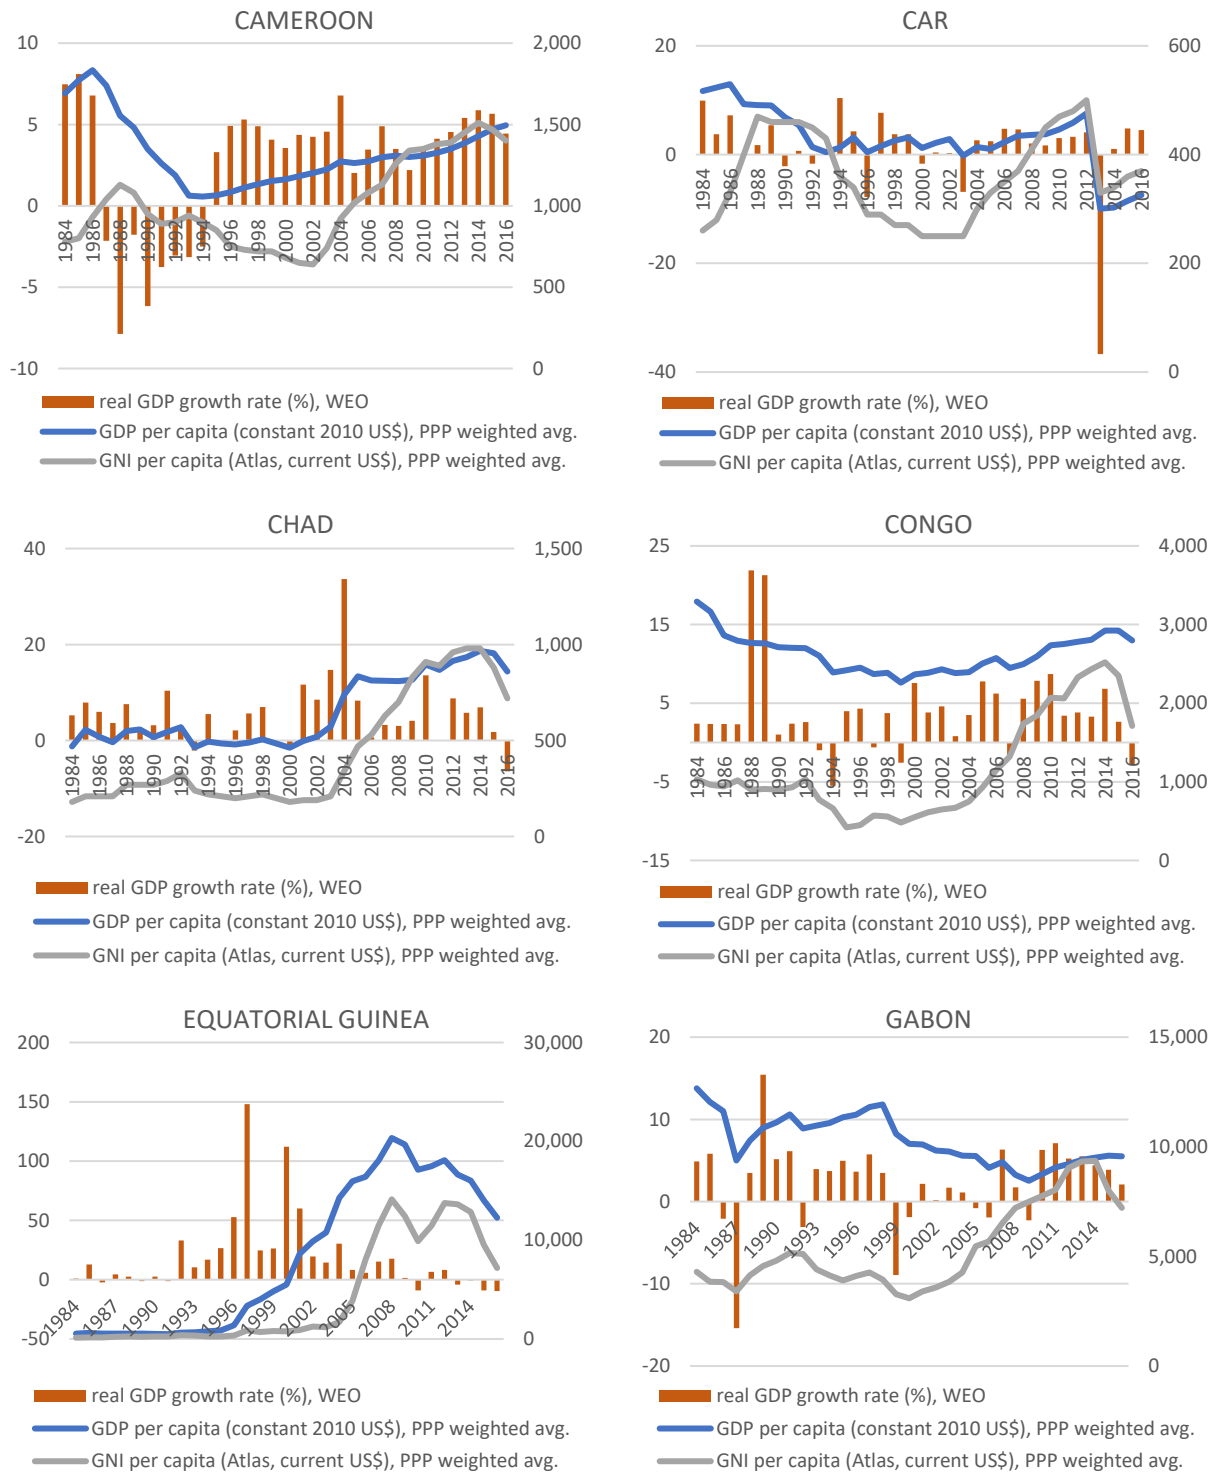 CAMEROON
10 2,000
5 1,500
0 1,000
-5 500
-10 0
1984 1986 1988 1990 1992 1994 1996 1998 2000 2002 2004 2006 2008 2010 2012 2014 2016
real GDP growth rate (%), WEO
GDP per capita (constant 2010 US$), PPP weighted avg.
GNI per capita (Atlas, current US$), PPP weighted avg.
CAR
20 600
0 400
-20 200
-40 0
1984 1986 1988 1990 1992 1994 1996 1998 2000 2002 2004 2006 2008 2010 2012 2014 2016
real GDP growth rate (%), WEO
GDP per capita (constant 2010 US$), PPP weighted avg.
GNI per capita (Atlas, current US$), PPP weighted avg.
CHAD
40 1,500
20 1,000
0 500
-20 0
1984 1986 1988 1990 1992 1994 1996 1998 2000 2002 2004 2006 2008 2010 2012 2014 2016
real GDP growth rate (%), WEO
GDP per capita (constant 2010 US$), PPP weighted avg.
GNI per capita (Atlas, current US$), PPP weighted avg.
CONGO
25 4,000
15 3,000
5 2,000
-5 1,000
-15 0
1984 1986 1988 1990 1992 1994 1996 1998 2000 2002 2004 2006 2008 2010 2012 2014 2016
real GDP growth rate (%), WEO
GDP per capita (constant 2010 US$), PPP weighted avg.
GNI per capita (Atlas, current US$), PPP weighted avg.
EQUATORIAL GUINEA
200 30,000
150
100 20,000
50 10,000
0
-50 0
1984 1987 1990 1993 1996 1999 2002 2005 2008 2011 2014
real GDP growth rate (%), WEO
GDP per capita (constant 2010 US$), PPP weighted avg.
GNI per capita (Atlas, current US$), PPP weighted avg.
GABON
20 15,000
10 10,000
0
-10 5,000
-20 0
1984 1987 1990 1993 1996 1999 2002 2005 2008 2011 2014
real GDP growth rate (%), WEO
GDP per capita (constant 2010 US$), PPP weighted avg.
GNI per capita (Atlas, current US$), PPP weighted avg.